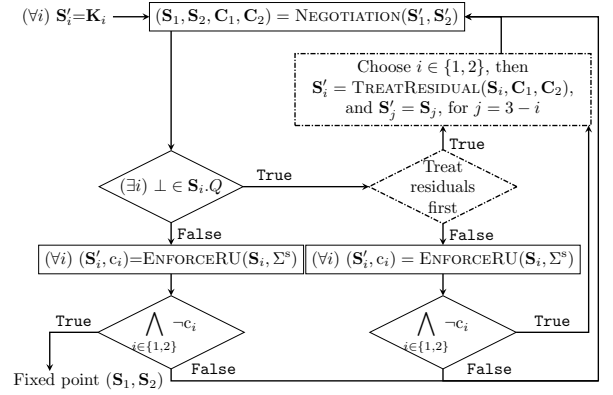 (∀i) S′ᵢ=Kᵢ
(S₁, S₂, C₁, C₂) = NEGOTIATION(S′₁, S′₂)
Choose i ∈ {1, 2}, then
S′ᵢ = TREATRESIDUAL(Sᵢ, C₁, C₂),
and S′ⱼ = Sⱼ, for j = 3 − i
True
(∃i) ⊥ ∈ Sᵢ.Q
True
Treat
residuals
first
False
False
(∀i) (S′ᵢ, cᵢ)=ENFORCERU(Sᵢ, Σˢ)
(∀i) (S′ᵢ, cᵢ) = ENFORCERU(Sᵢ, Σˢ)
True
⋀ ¬cᵢ
i∈{1,2}
⋀ ¬cᵢ
i∈{1,2}
True
False
False
Fixed point (S₁, S₂)